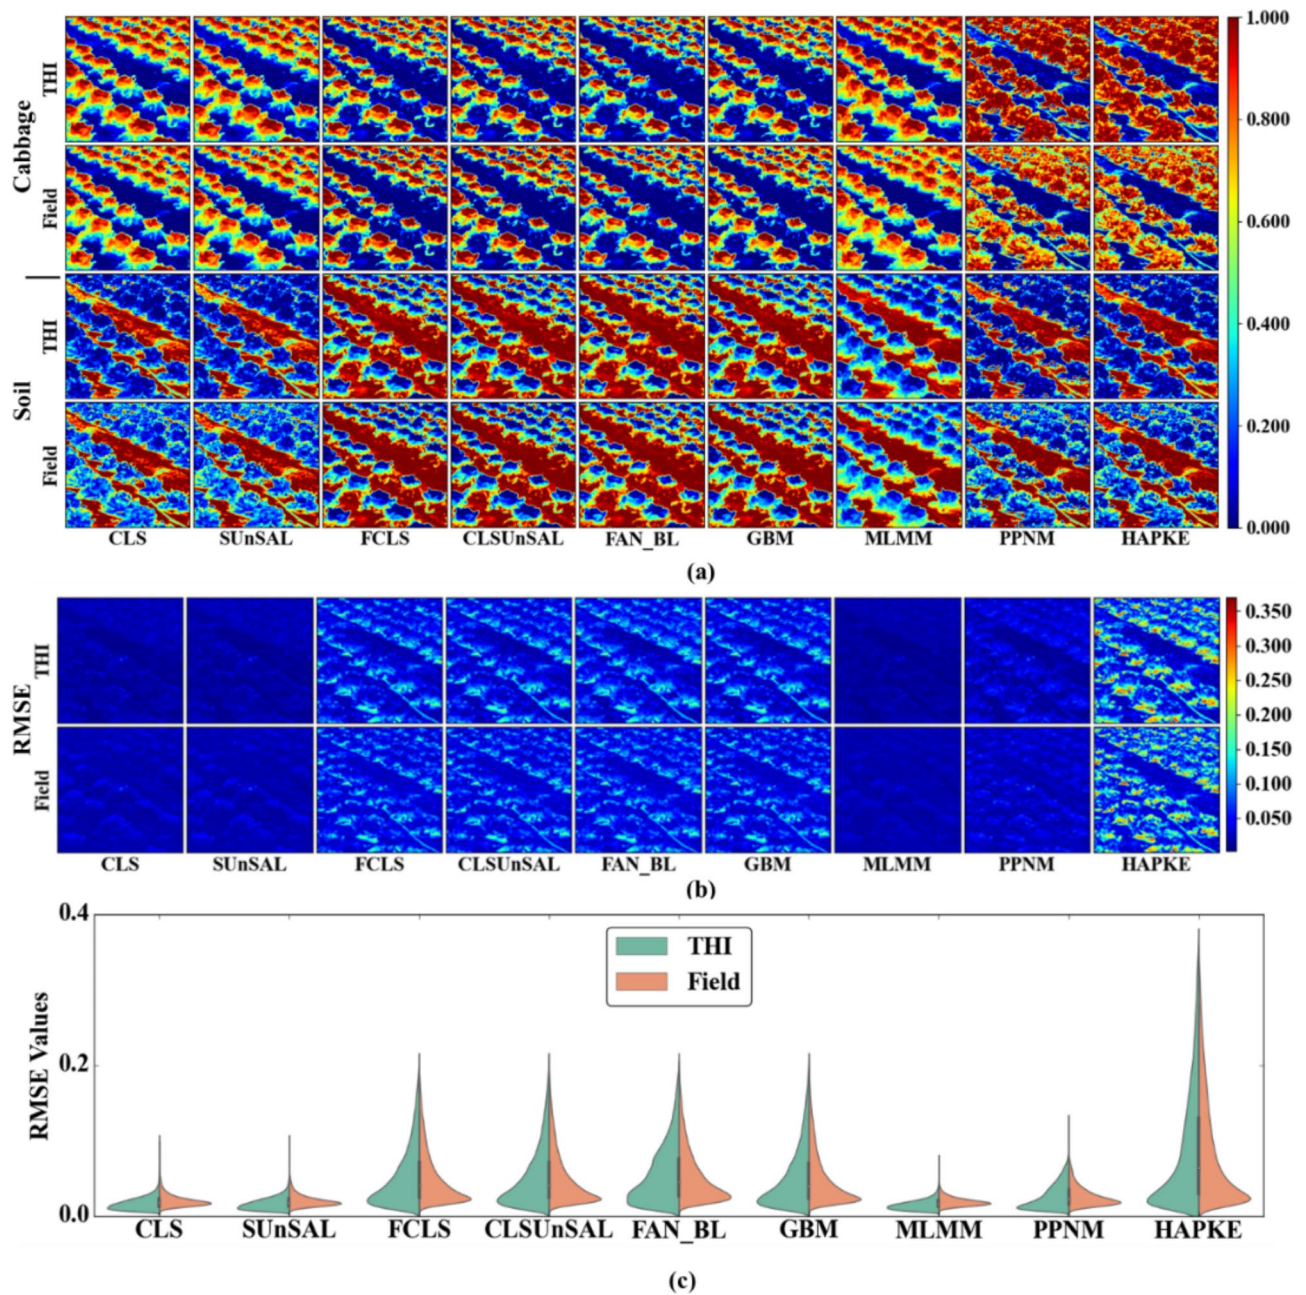 Cabbage
THI
Field
Soil
THI
Field
1.000
0.800
0.600
0.400
0.200
0.000
CLS SUnSAL FCLS CLSUnSAL FAN_BL GBM MLMM PPNM HAPKE
(a)
RMSE
THI
Field
0.350
0.250
0.200
0.150
0.100
0.050
CLS SUnSAL FCLS CLSUnSAL FAN_BL GBM MLMM PPNM HAPKE
(b)
RMSE Values
0.4
0.2
0.0
THI
Field
CLS SUnSAL FCLS CLSUnSAL FAN_BL GBM MLMM PPNM HAPKE
(c)